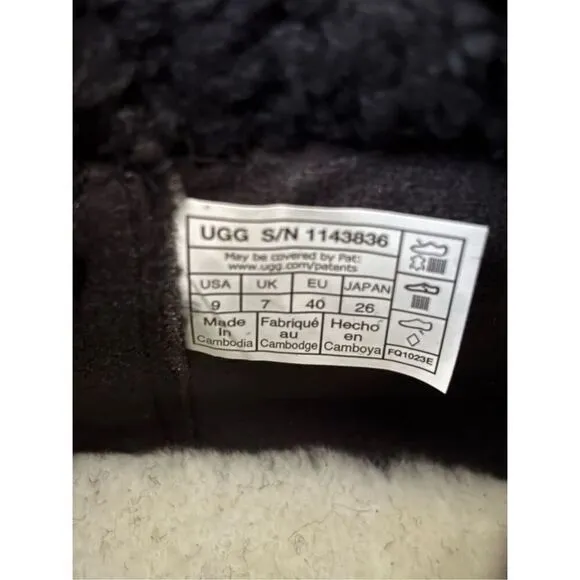 UGG S/N 1143836
May be covered by Pat:
www.ugg.com/patents
USA UK EU JAPAN
9 7 40 26
Made Fabriqué Hecho
in au en
Cambodia Cambodge Camboya
FQ1023E